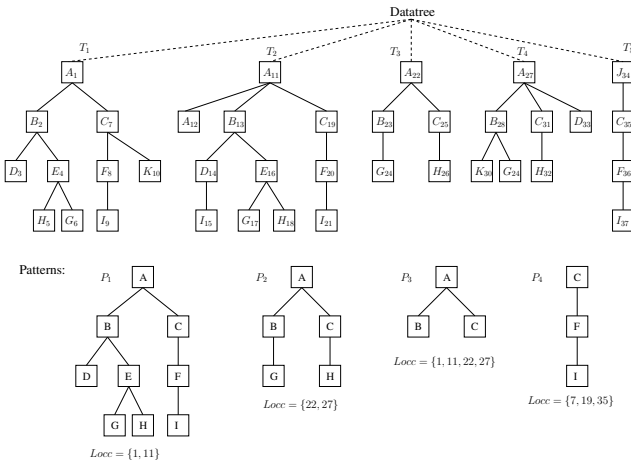 Datatree
T₁ T₂ T₃ T₄
A₁ A₁₁ A₂₂ A₂₇ J₃₄
B₂ C₇ A₁₂ B₁₃ C₁₉ B₂₃ C₂₅ B₂₈ C₃₁ D₃₃ C₃₅
D₃ E₄ F₈ K₁₀ D₁₄ E₁₆ F₂₀ G₂₄ H₂₆ K₃₀ G₂₄ H₃₂ F₃₆
H₅ G₆ I₉ I₁₅ G₁₇ H₁₈ I₂₁ I₃₇
Patterns:
P₁ A P₂ A P₃ A P₄ C
B C B C B C F
D E F G H I
G H I
Locc = {1, 11, 22, 27}
Locc = {22, 27}
Locc = {7, 19, 35}
Locc = {1, 11}